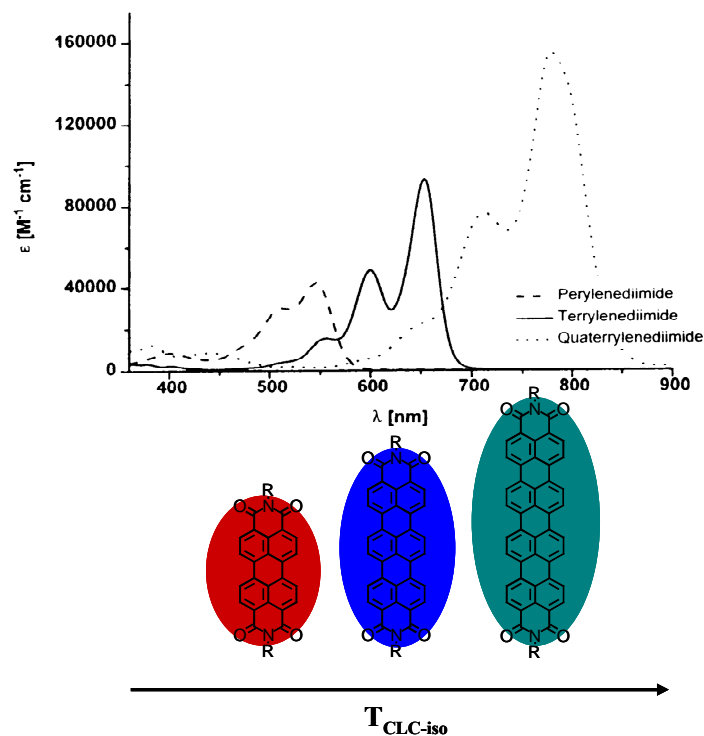 160000
120000
80000
40000
0
ε [M-1 cm-1]
Perylenediimide
Terrylenediimide
Quaterrylenediimide
400 500 600 700 800 900
λ [nm]
R
O N O
R
O N O
R
O N O
O N O
R
O N O
R
O N O
R
TCLC-iso